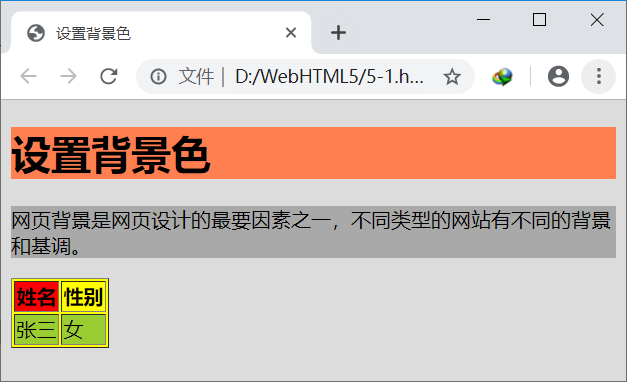 设置背景色
文件 | D:/WebHTML5/5-1.h...
设置背景色
网页背景是网页设计的最要因素之一，不同类型的网站有不同的背景
和基调。
姓名 性别
张三 女